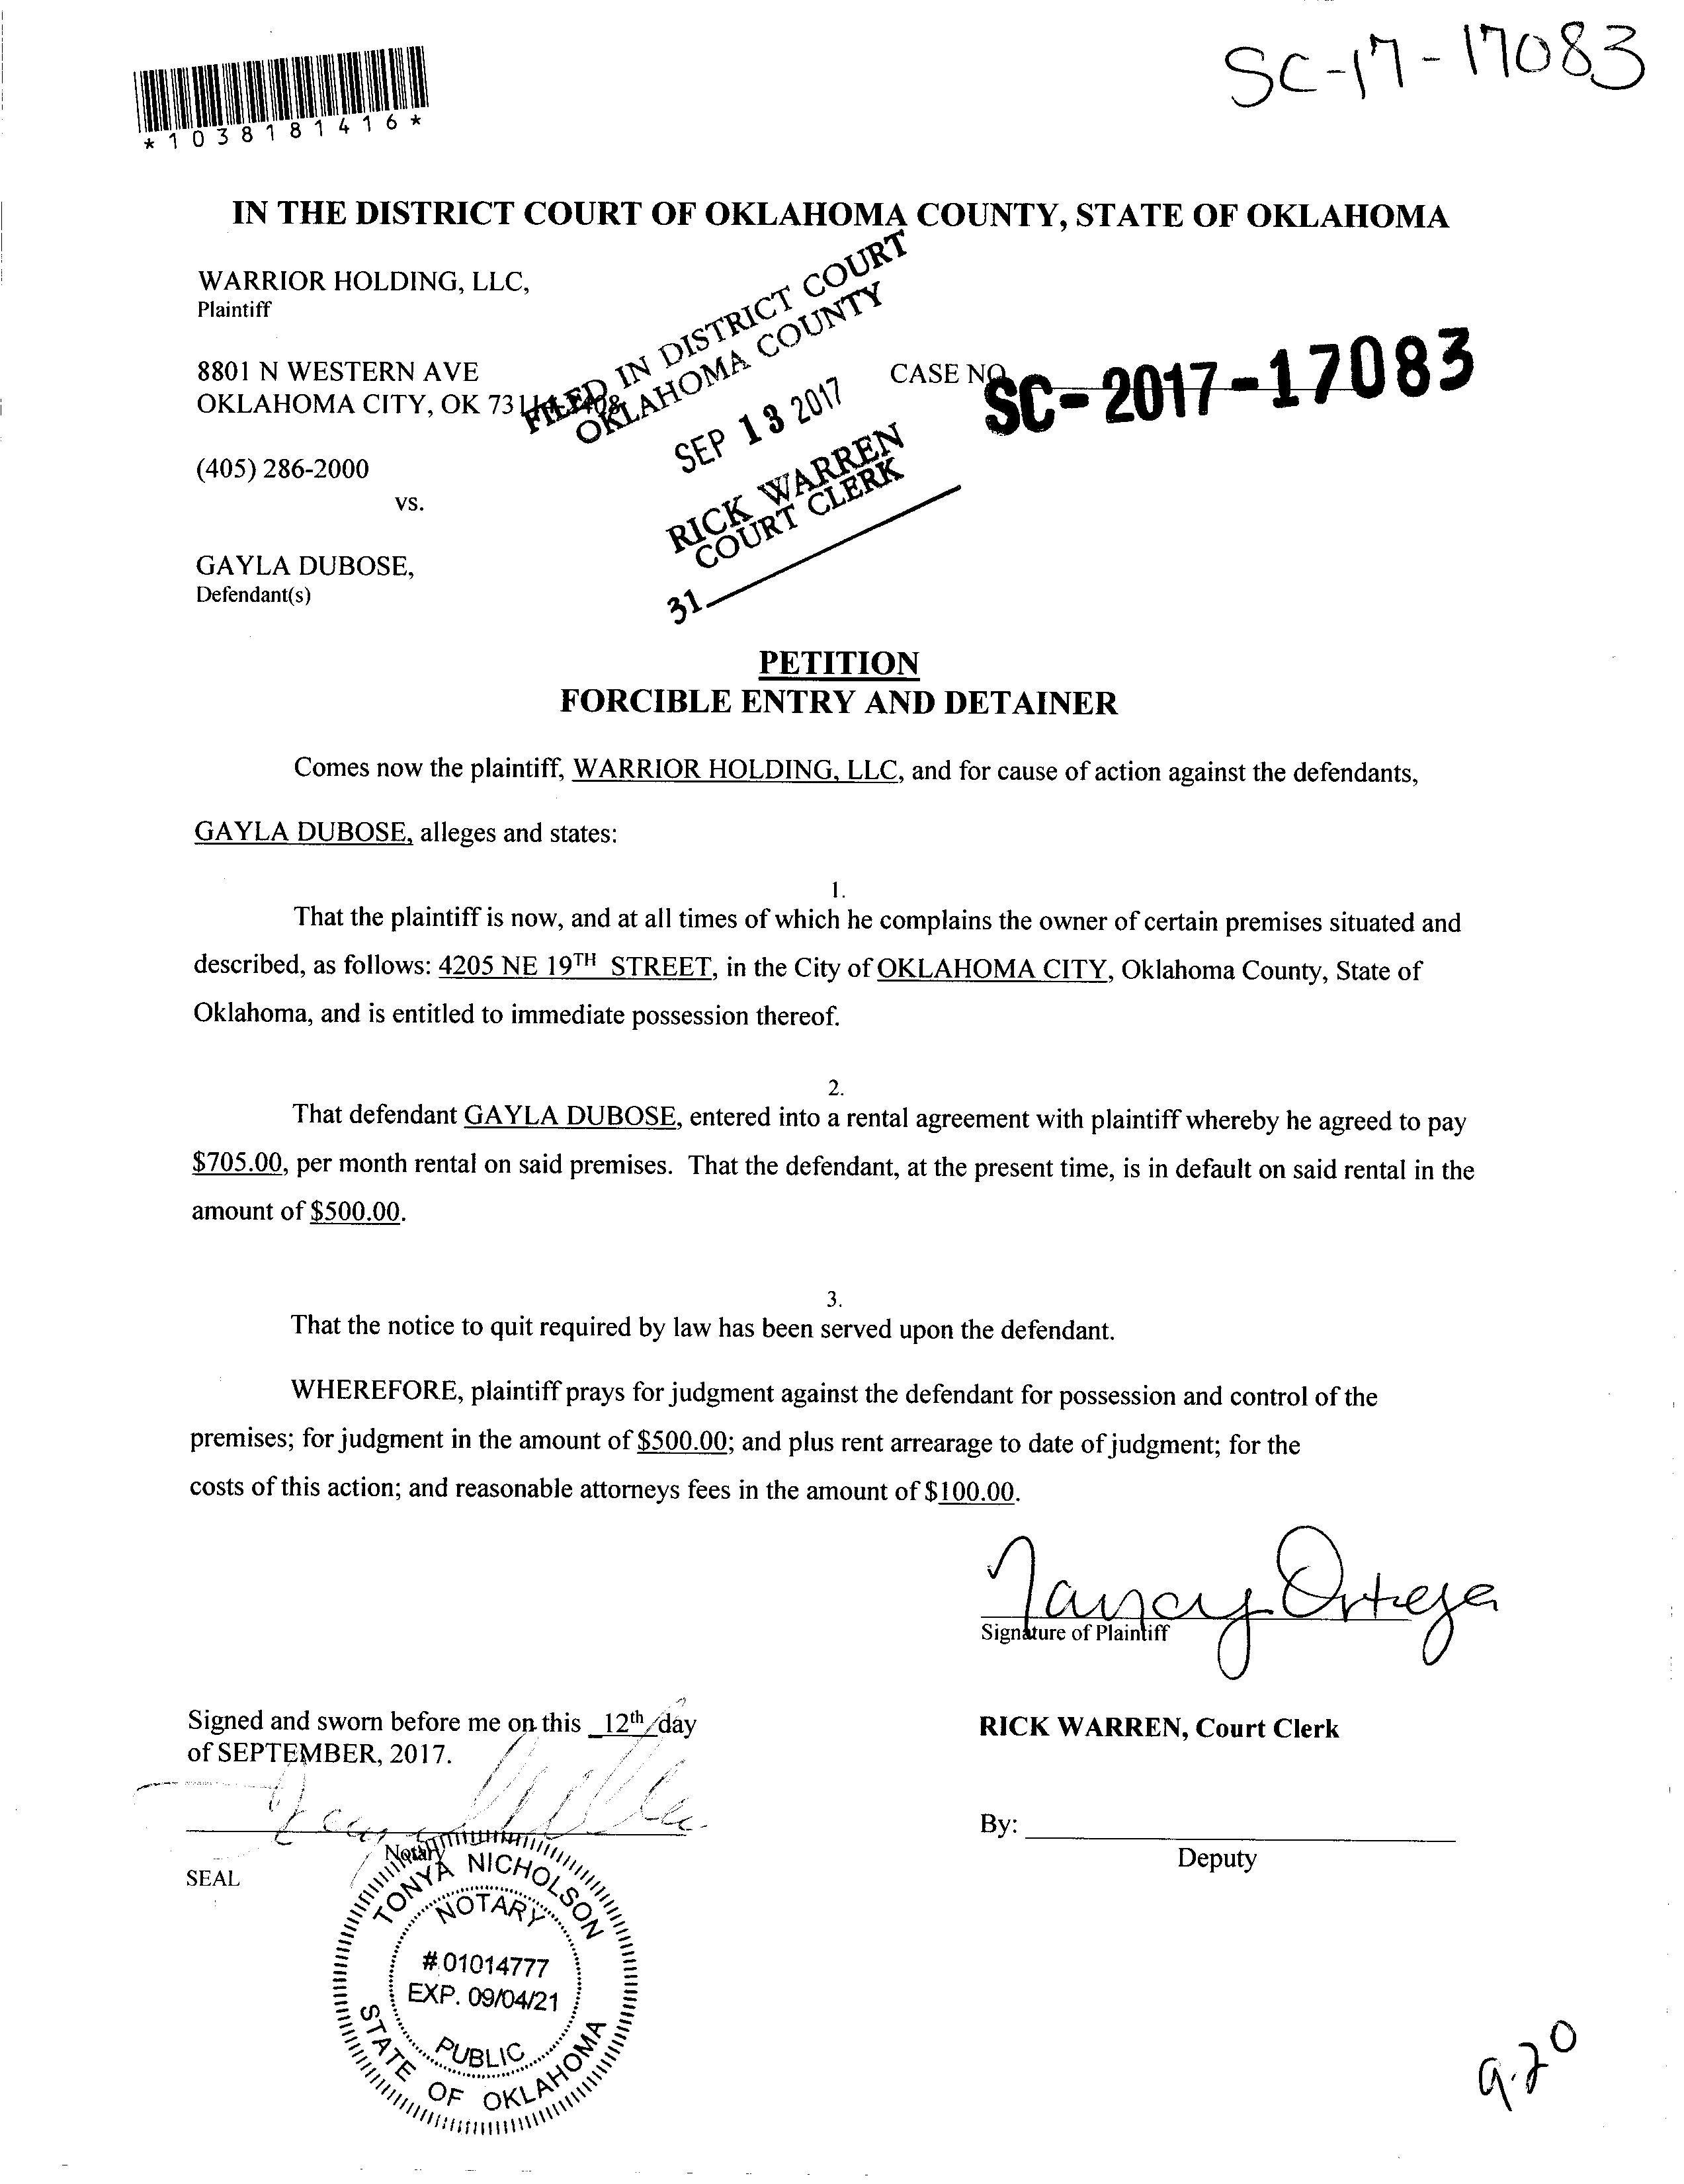 SC-17-17083
*1038181416*
IN THE DISTRICT COURT OF OKLAHOMA COUNTY, STATE OF OKLAHOMA
WARRIOR HOLDING, LLC,
Plaintiff
8801 N WESTERN AVE
OKLAHOMA CITY, OK
FILED IN DISTRICT COURT
OKLAHOMA COUNTY
SEP 13 2017
RICK WARREN
COURT CLERK
31
CASE NO
SC-2017-17083
(405) 286-2000
vs.
GAYLA DUBOSE,
Defendant(s)
PETITION
FORCIBLE ENTRY AND DETAINER
Comes now the plaintiff, WARRIOR HOLDING, LLC, and for cause of action against the defendants,
GAYLA DUBOSE, alleges and states:
1.
That the plaintiff is now, and at all times of which he complains the owner of certain premises situated and
described, as follows: 4205 NE 19TH STREET, in the City of OKLAHOMA CITY, Oklahoma County, State of
Oklahoma, and is entitled to immediate possession thereof.
2.
That defendant GAYLA DUBOSE, entered into a rental agreement with plaintiff whereby he agreed to pay
$705.00, per month rental on said premises. That the defendant, at the present time, is in default on said rental in the
amount of $500.00.
3.
That the notice to quit required by law has been served upon the defendant.
WHEREFORE, plaintiff prays for judgment against the defendant for possession and control of the
premises; for judgment in the amount of $500.00; and plus rent arrearage to date of judgment; for the
costs of this action; and reasonable attorneys fees in the amount of $100.00.
Nancy Ortega
Signature of Plaintiff
Signed and sworn before me on this 12th day
of SEPTEMBER, 2017.
RICK WARREN, Court Clerk
By:
Deputy
Notary
SEAL
TONYA NICHOLSON
NOTARY
#01014777
EXP. 09/04/21
PUBLIC
STATE OF OKLAHOMA
9.20